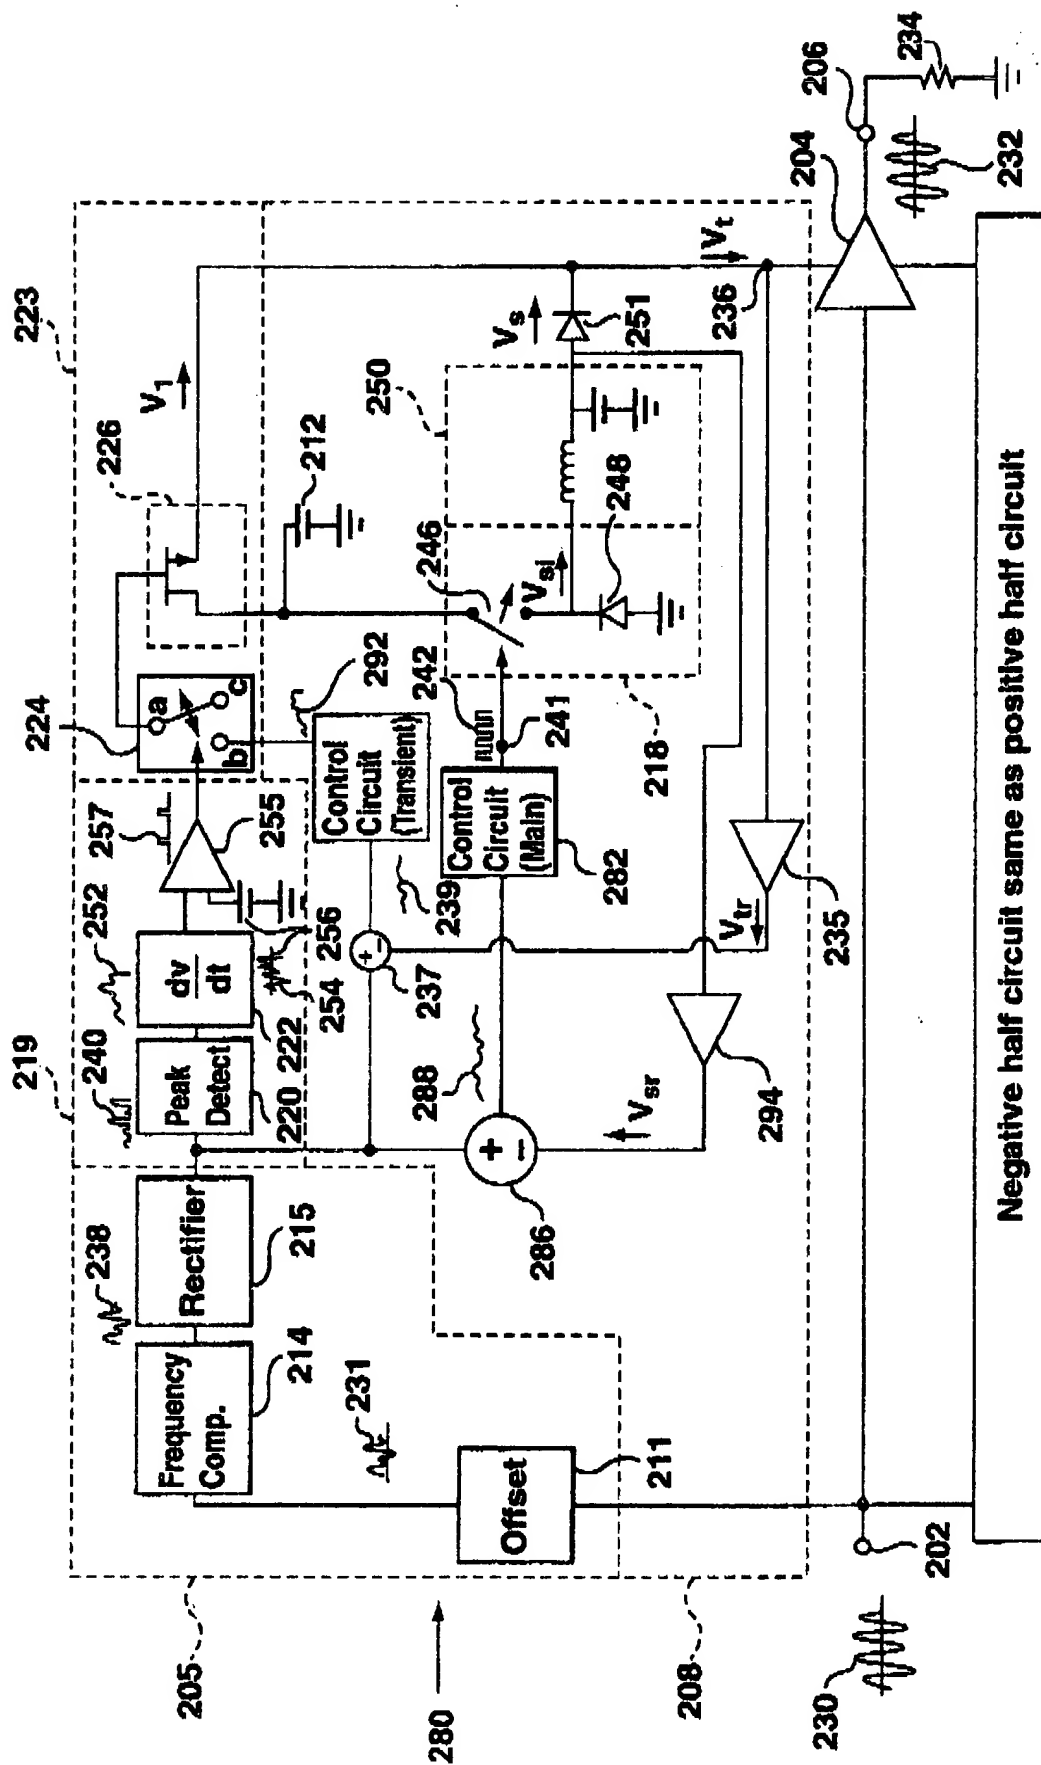 223
219
224
226
V1
257
252
240
238
Frequency
Comp.
Rectifier
Peak
Detect
dv
dt
a
b
c
214
215
220
222
254
256
255
292
212
231
239
237
+
−
Control
Circuit
(Transient)
242
246
250
Vs
Offset
211
286
+
−
288
Control
Circuit
(Main)
282
241
218
Vsi
248
251
Vt
236
205
280
208
Vsr
294
Vtr
235
204
206
234
232
230
202
Negative half circuit same as positive half circuit